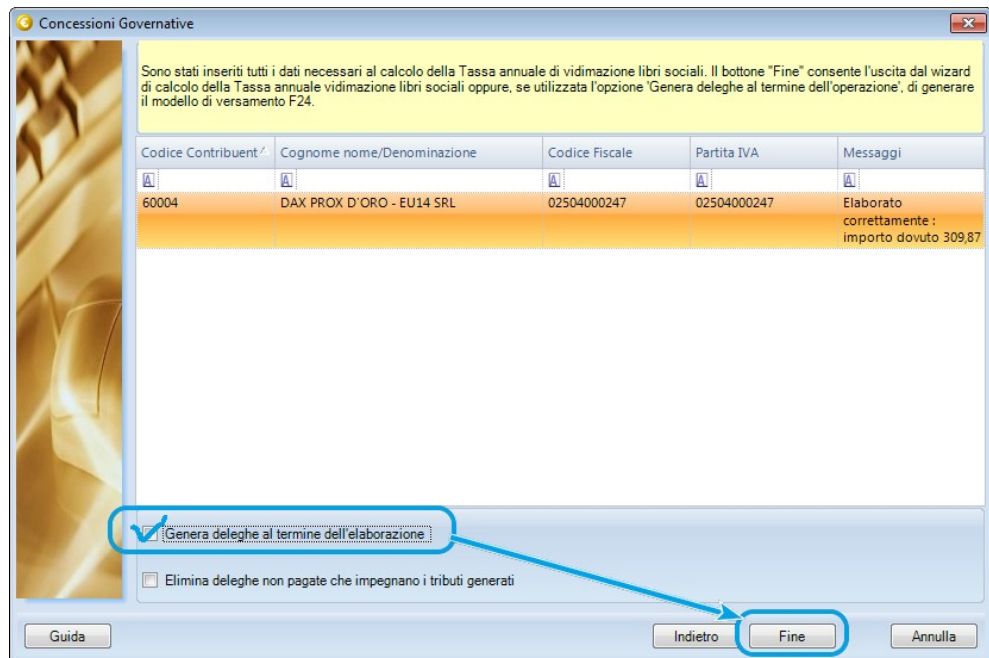 Concessioni Governative
Sono stati inseriti tutti i dati necessari al calcolo della Tassa annuale di vidimazione libri sociali. Il bottone "Fine" consente l'uscita dal wizard
di calcolo della Tassa annuale vidimazione libri sociali oppure, se utilizzata l'opzione 'Genera deleghe al termine dell'operazione', di generare
il modello di versamento F24.
Codice Contribuent Cognome nome/Denominazione Codice Fiscale Partita IVA Messaggi
A A A A A
60004 DAX PROX D'ORO - EU14 SRL 02504000247 02504000247 Elaborato
correttamente :
importo dovuto 309,87
Genera deleghe al termine dell'elaborazione
Elimina deleghe non pagate che impegnano i tributi generati
Guida Indietro Fine Annulla